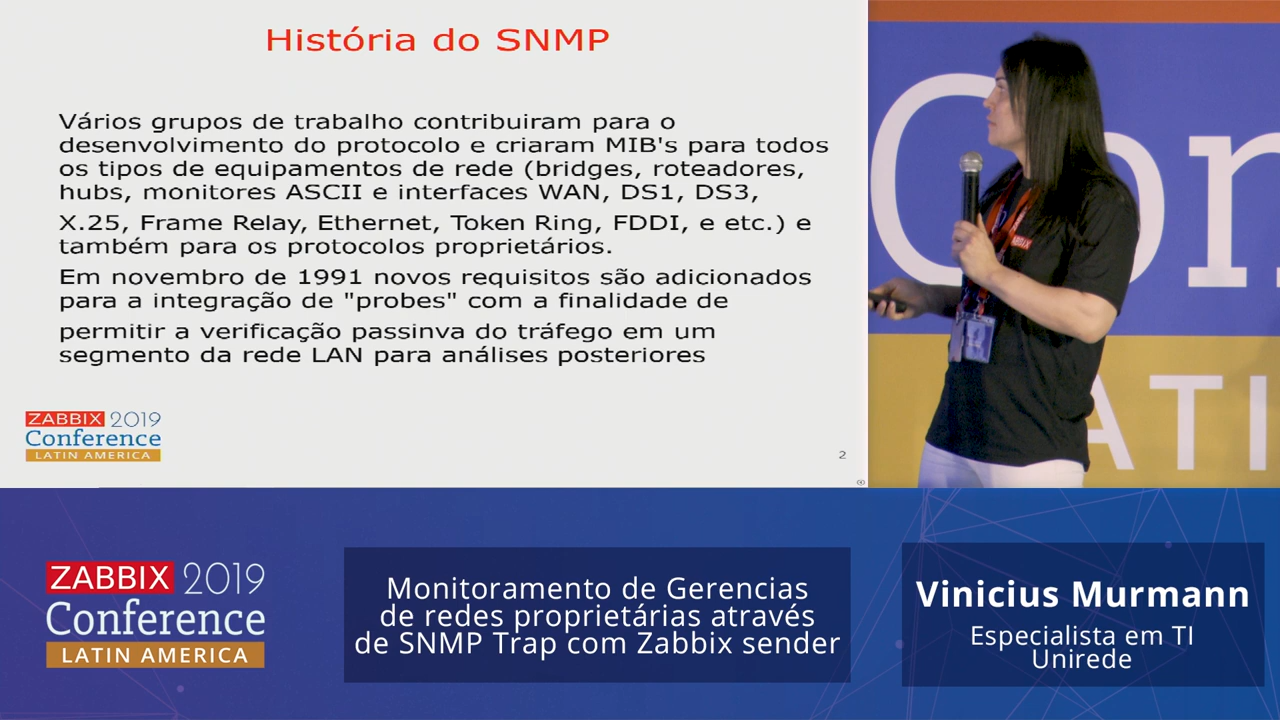 História do SNMP
Vários grupos de trabalho contribuiram para o
desenvolvimento do protocolo e criaram MIB's para todos
os tipos de equipamentos de rede (bridges, roteadores,
hubs, monitores ASCII e interfaces WAN, DS1, DS3,
X.25, Frame Relay, Ethernet, Token Ring, FDDI, e etc.) e
também para os protocolos proprietários.
Em novembro de 1991 novos requisitos são adicionados
para a integração de "probes" com a finalidade de
permitir a verificação passinva do tráfego em um
segmento da rede LAN para análises posteriores
ZABBIX 2019
Conference
LATIN AMERICA
2
Con
ATI
ZABBIX 2019
Conference
LATIN AMERICA
Monitoramento de Gerencias
de redes proprietárias através
de SNMP Trap com Zabbix sender
Vinicius Murmann
Especialista em TI
Unirede